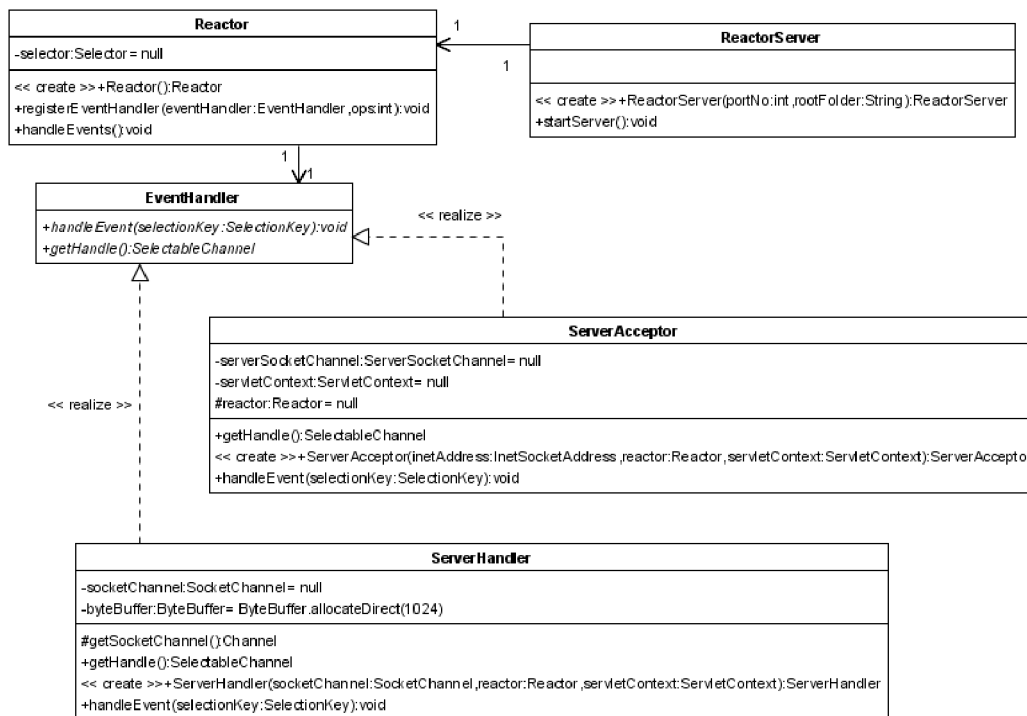 Reactor
-selector:Selector = null
<< create >>+Reactor():Reactor
+registerEventHandler(eventHandler:EventHandler,ops:int):void
+handleEvents():void
1
1
ReactorServer
<< create >>+ReactorServer(portNo:int,rootFolder:String):ReactorServer
+startServer():void
1
1
EventHandler
+handleEvent(selectionKey:SelectionKey):void
+getHandle():SelectableChannel
<< realize >>
ServerAcceptor
-serverSocketChannel:ServerSocketChannel= null
-servletContext:ServletContext= null
#reactor:Reactor= null
+getHandle():SelectableChannel
<< create >>+ServerAcceptor(inetAddress:InetSocketAddress,reactor:Reactor,servletContext:ServletContext):ServerAccepto
+handleEvent(selectionKey:SelectionKey):void
<< realize >>
ServerHandler
-socketChannel:SocketChannel= null
-byteBuffer:ByteBuffer= ByteBuffer.allocateDirect(1024)
#getSocketChannel():Channel
+getHandle():SelectableChannel
<< create >>+ServerHandler(socketChannel:SocketChannel,reactor:Reactor,servletContext:ServletContext):ServerHandler
+handleEvent(selectionKey:SelectionKey):void